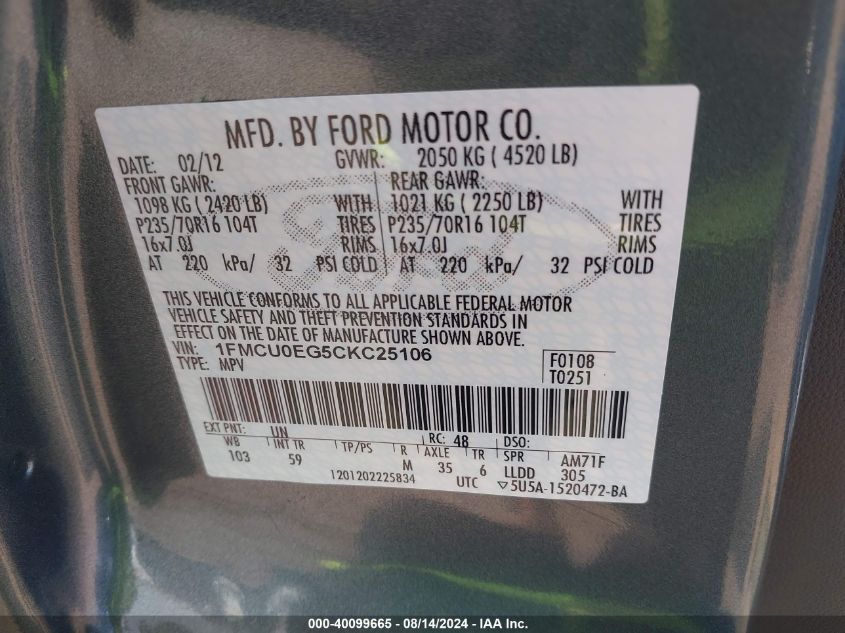 MFD. BY FORD MOTOR CO.
DATE: 02/12 GVWR: 2050 KG ( 4520 LB)
FRONT GAWR: REAR GAWR:
1098 KG ( 2420 LB) WITH 1021 KG ( 2250 LB) WITH
P235/70R16 104T TIRES P235/70R16 104T TIRES
16x7.0J RIMS 16x7.0J RIMS
AT 220 kPa/ 32 PSI COLD AT 220 kPa/ 32 PSI COLD
Ford
THIS VEHICLE CONFORMS TO ALL APPLICABLE FEDERAL MOTOR
VEHICLE SAFETY AND THEFT PREVENTION STANDARDS IN
EFFECT ON THE DATE OF MANUFACTURE SHOWN ABOVE.
VIN: 1FMCU0EG5CKC25106 F0108
TYPE: MPV T0251
EXT PNT: UN RC: 48 DSO:
WB INT TR TP/PS R AXLE TR SPR AM71F
103 59 M 35 6 LLDD 305
1201202225834 UTC ▽5U5A-1520472-BA
000-40099665 - 08/14/2024 - IAA Inc.